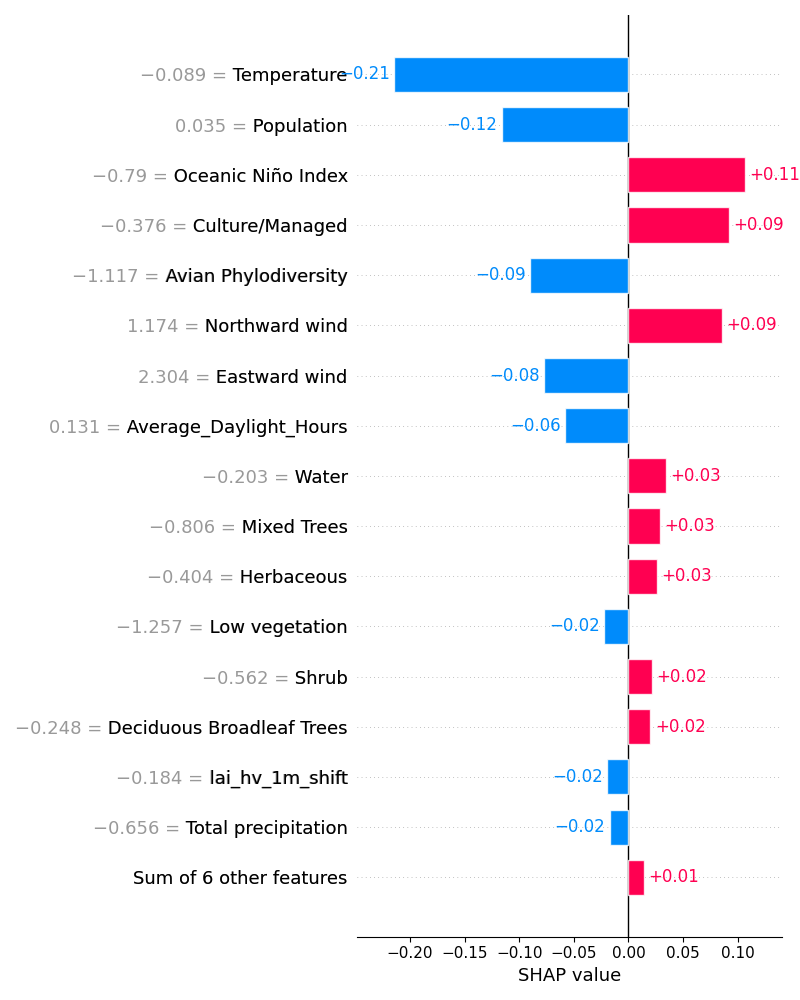 −0.089 = Temperature −0.21
0.035 = Population −0.12
−0.79 = Oceanic Niño Index +0.11
−0.376 = Culture/Managed +0.09
−1.117 = Avian Phylodiversity −0.09
1.174 = Northward wind +0.09
2.304 = Eastward wind −0.08
0.131 = Average_Daylight_Hours −0.06
−0.203 = Water +0.03
−0.806 = Mixed Trees +0.03
−0.404 = Herbaceous +0.03
−1.257 = Low vegetation −0.02
−0.562 = Shrub +0.02
−0.248 = Deciduous Broadleaf Trees +0.02
−0.184 = lai_hv_1m_shift −0.02
−0.656 = Total precipitation −0.02
Sum of 6 other features +0.01
−0.20 −0.15 −0.10 −0.05 0.00 0.05 0.10
SHAP value